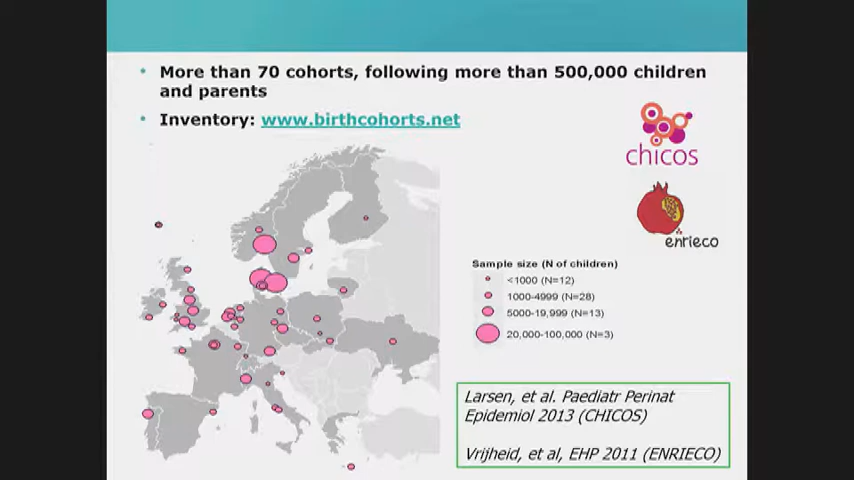 More than 70 cohorts, following more than 500,000 children
and parents
Inventory: www.birthcohorts.net
chicos
enrieco
Sample size (N of children)
<1000 (N=12)
1000-4999 (N=28)
5000-19,999 (N=13)
20,000-100,000 (N=3)
Larsen, et al. Paediatr Perinat
Epidemiol 2013 (CHICOS)
Vrijheid, et al, EHP 2011 (ENRIECO)